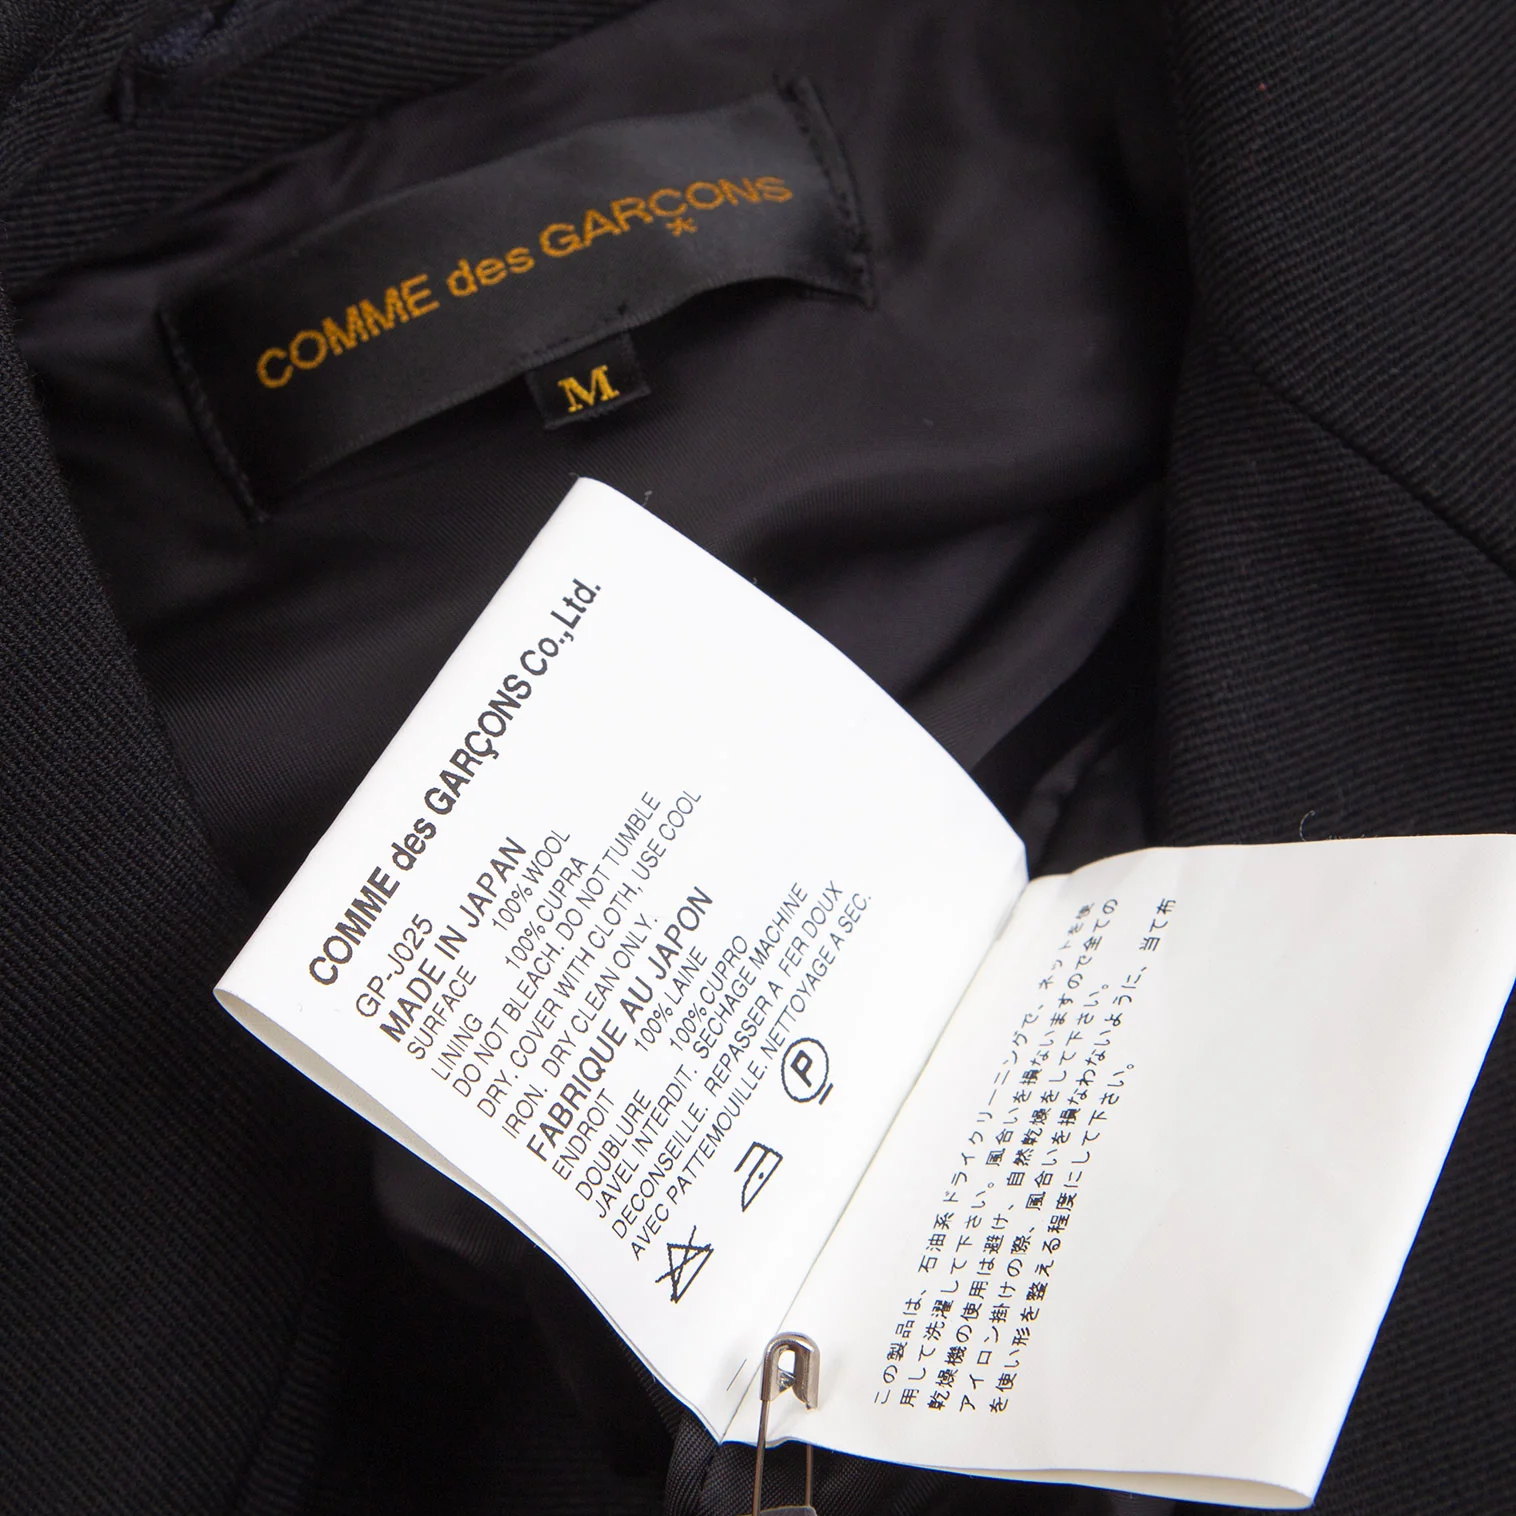 COMME des GARÇONS
M
COMME des GARÇONS Co.,Ltd.
GP-J025
MADE IN JAPAN
SURFACE 100% WOOL
LINING 100% CUPRA
DO NOT BLEACH. DO NOT TUMBLE
DRY. COVER WITH CLOTH, USE COOL
IRON. DRY CLEAN ONLY.
FABRIQUE AU JAPON
ENDROIT 100% LAINE
DOUBLURE 100% CUPRO
JAVEL INTERDIT. SECHAGE MACHINE
DECONSEILLE. REPASSER A FER DOUX
AVEC PATTEMOUILLE. NETTOYAGE A SEC.
P
この製品は、石油系ドライクリーニングで、ネットを使
用して洗濯して下さい。風合いを損ないますので全ての
乾燥機の使用は避け、自然乾燥をして下さい。
アイロン掛けの際、風合いを損なわないように、当て布
を使い形を整える程度にして下さい。